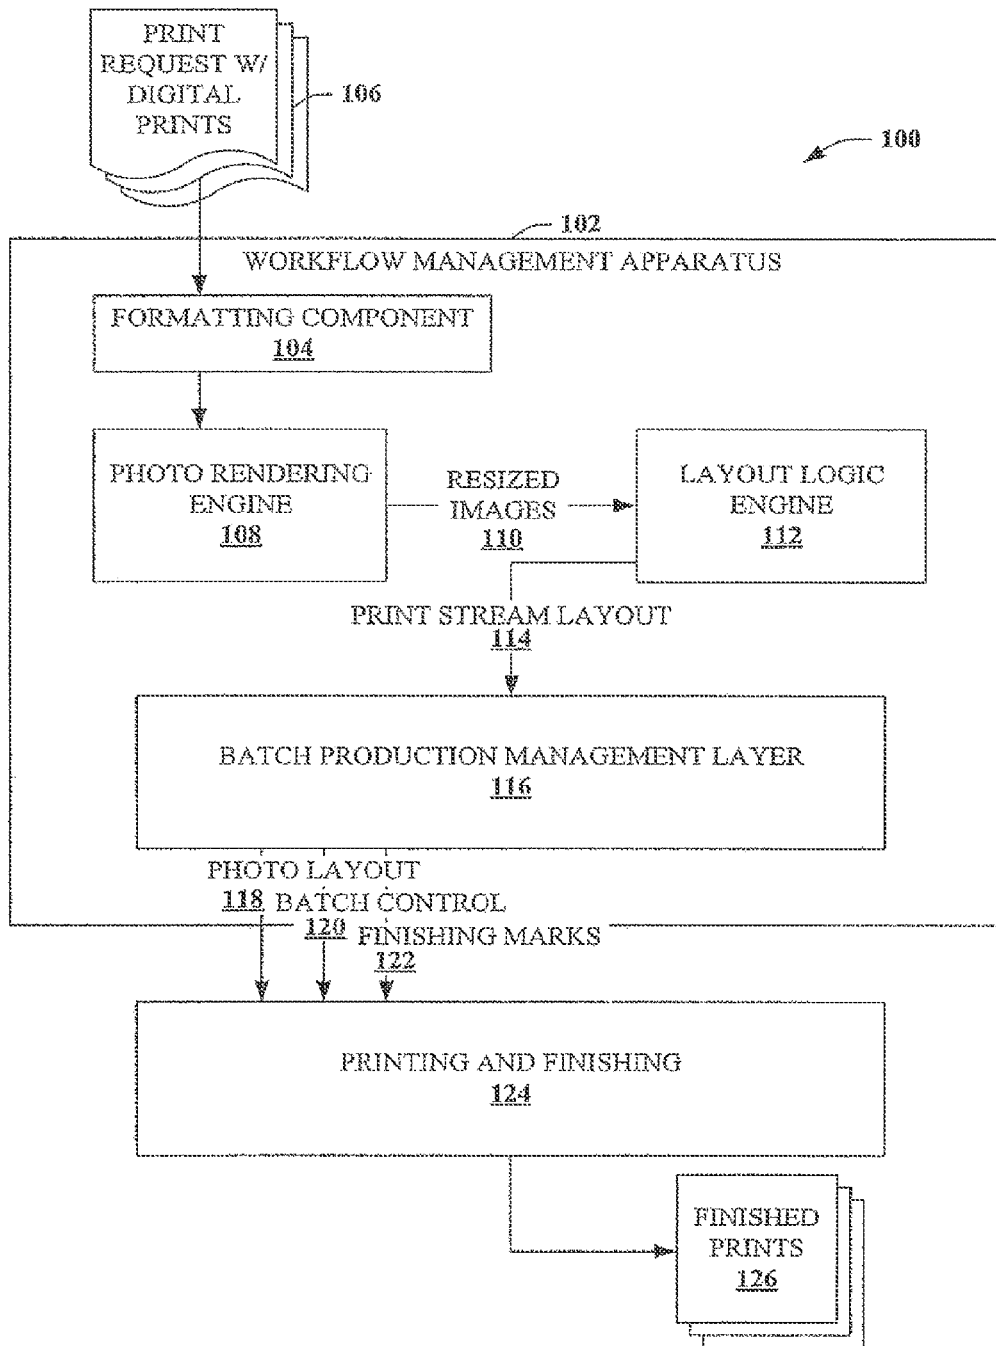 PRINT
REQUEST W/
DIGITAL
PRINTS
106
100
102
WORKFLOW MANAGEMENT APPARATUS
FORMATTING COMPONENT
104
PHOTO RENDERING
ENGINE
108
RESIZED
IMAGES
110
LAYOUT LOGIC
ENGINE
112
PRINT STREAM LAYOUT
114
BATCH PRODUCTION MANAGEMENT LAYER
116
PHOTO LAYOUT
118
BATCH CONTROL
120
FINISHING MARKS
122
PRINTING AND FINISHING
124
FINISHED
PRINTS
126